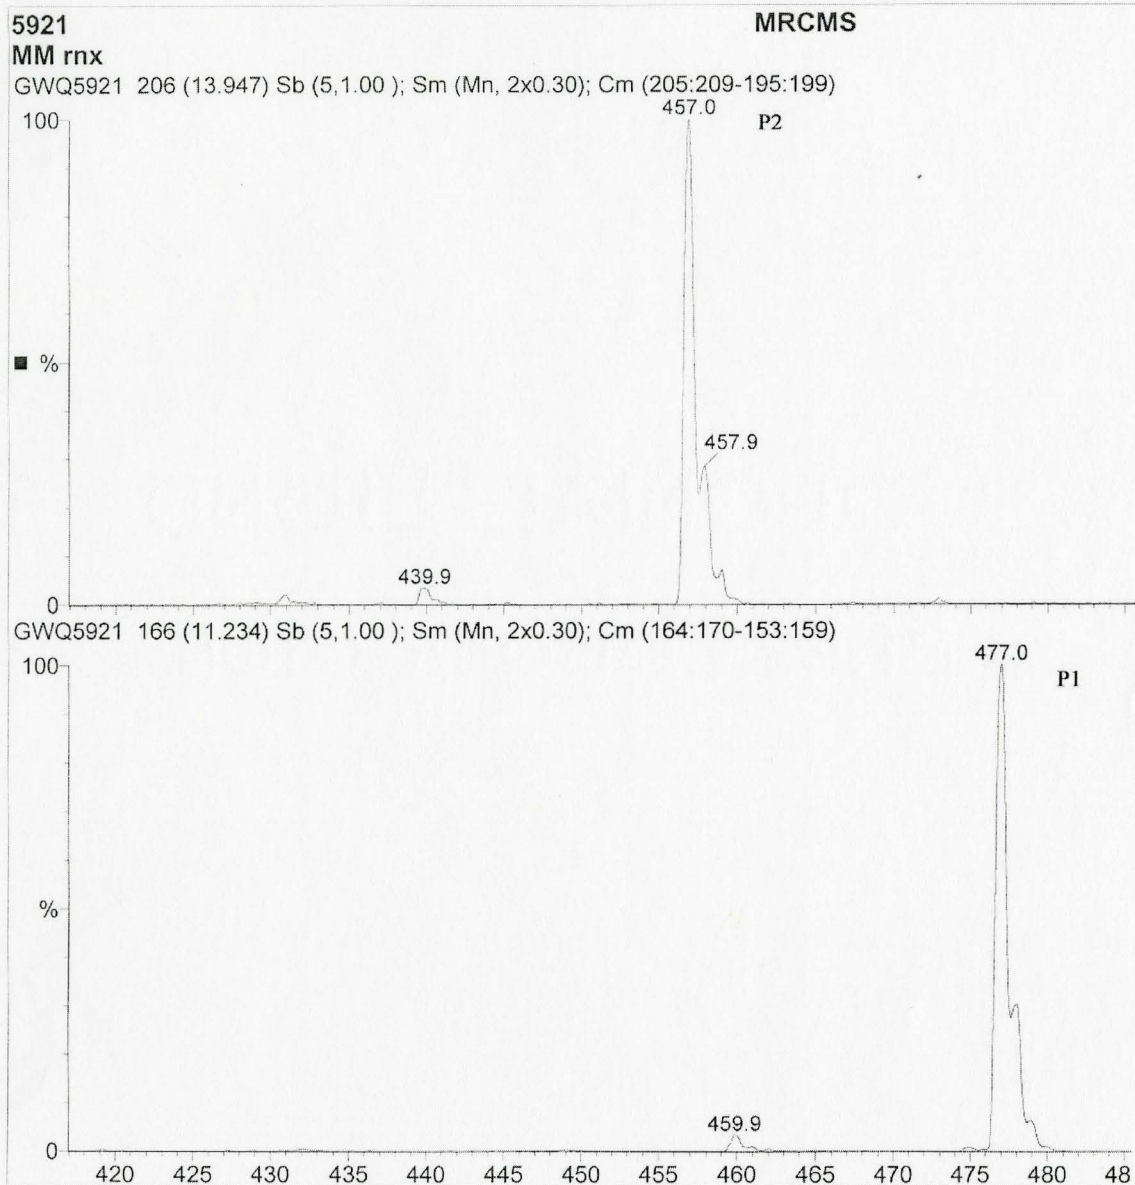 5921 MRCMS
MM rnx
GWQ5921 206 (13.947) Sb (5,1.00 ); Sm (Mn, 2x0.30); Cm (205:209-195:199)
457.0
100 P2
%
457.9
439.9
0
GWQ5921 166 (11.234) Sb (5,1.00 ); Sm (Mn, 2x0.30); Cm (164:170-153:159)
477.0
100 P1
%
459.9
0
420 425 430 435 440 445 450 455 460 465 470 475 480 48